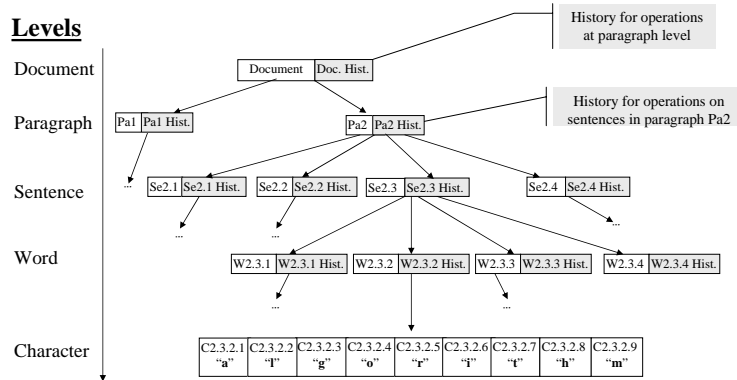 Levels
History for operations
at paragraph level
Document
Document Doc. Hist.
History for operations on
sentences in paragraph Pa2
Paragraph
Pa1 Pa1 Hist.
Pa2 Pa2 Hist.
...
Sentence
Se2.1 Se2.1 Hist.
Se2.2 Se2.2 Hist.
Se2.3 Se2.3 Hist.
Se2.4 Se2.4 Hist.
...
...
...
Word
W2.3.1 W2.3.1 Hist.
W2.3.2 W2.3.2 Hist.
W2.3.3 W2.3.3 Hist.
W2.3.4 W2.3.4 Hist.
...
...
Character
C2.3.2.1 C2.3.2.2 C2.3.2.3 C2.3.2.4 C2.3.2.5 C2.3.2.6 C2.3.2.7 C2.3.2.8 C2.3.2.9
“a” “l” “g” “o” “r” “i” “t” “h” “m”